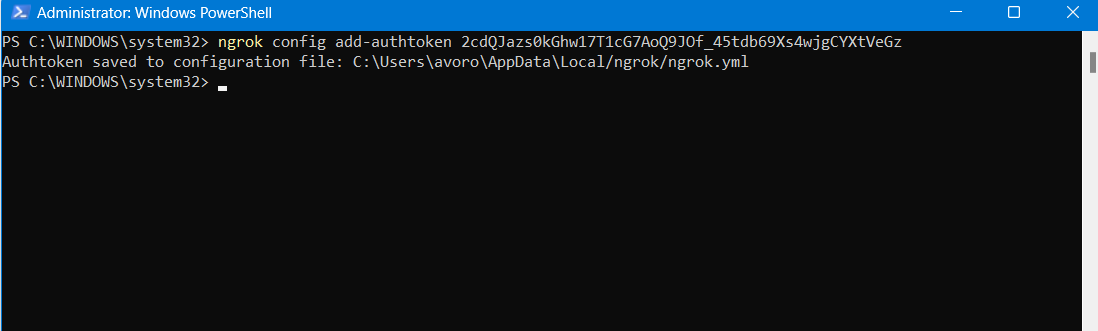 Administrator: Windows PowerShell
PS C:\WINDOWS\system32> ngrok config add-authtoken 2cdQJazs0kGhw17T1cG7AoQ9JOf_45tdb69Xs4wjgCYXtVeGz
Authtoken saved to configuration file: C:\Users\avoro\AppData\Local/ngrok/ngrok.yml
PS C:\WINDOWS\system32>